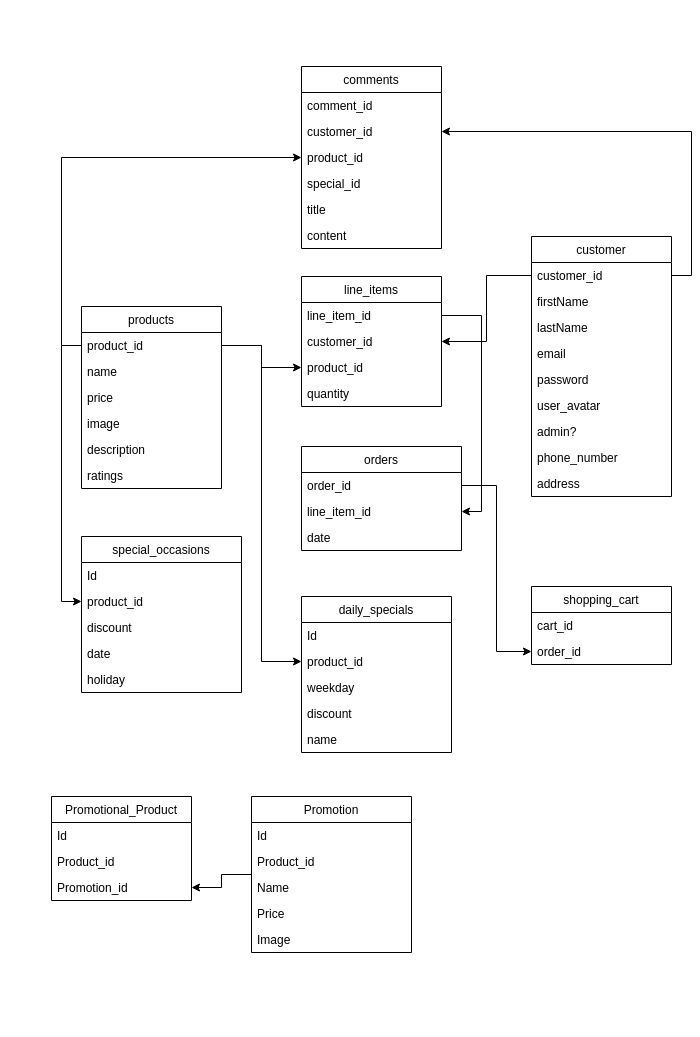 comments
comment_id
customer_id
product_id
special_id
title
content
customer
customer_id
firstName
lastName
email
password
user_avatar
admin?
phone_number
address
line_items
line_item_id
customer_id
product_id
quantity
products
product_id
name
price
image
description
ratings
orders
order_id
line_item_id
date
special_occasions
Id
product_id
discount
date
holiday
shopping_cart
cart_id
order_id
daily_specials
Id
product_id
weekday
discount
name
Promotional_Product
Id
Product_id
Promotion_id
Promotion
Id
Product_id
Name
Price
Image